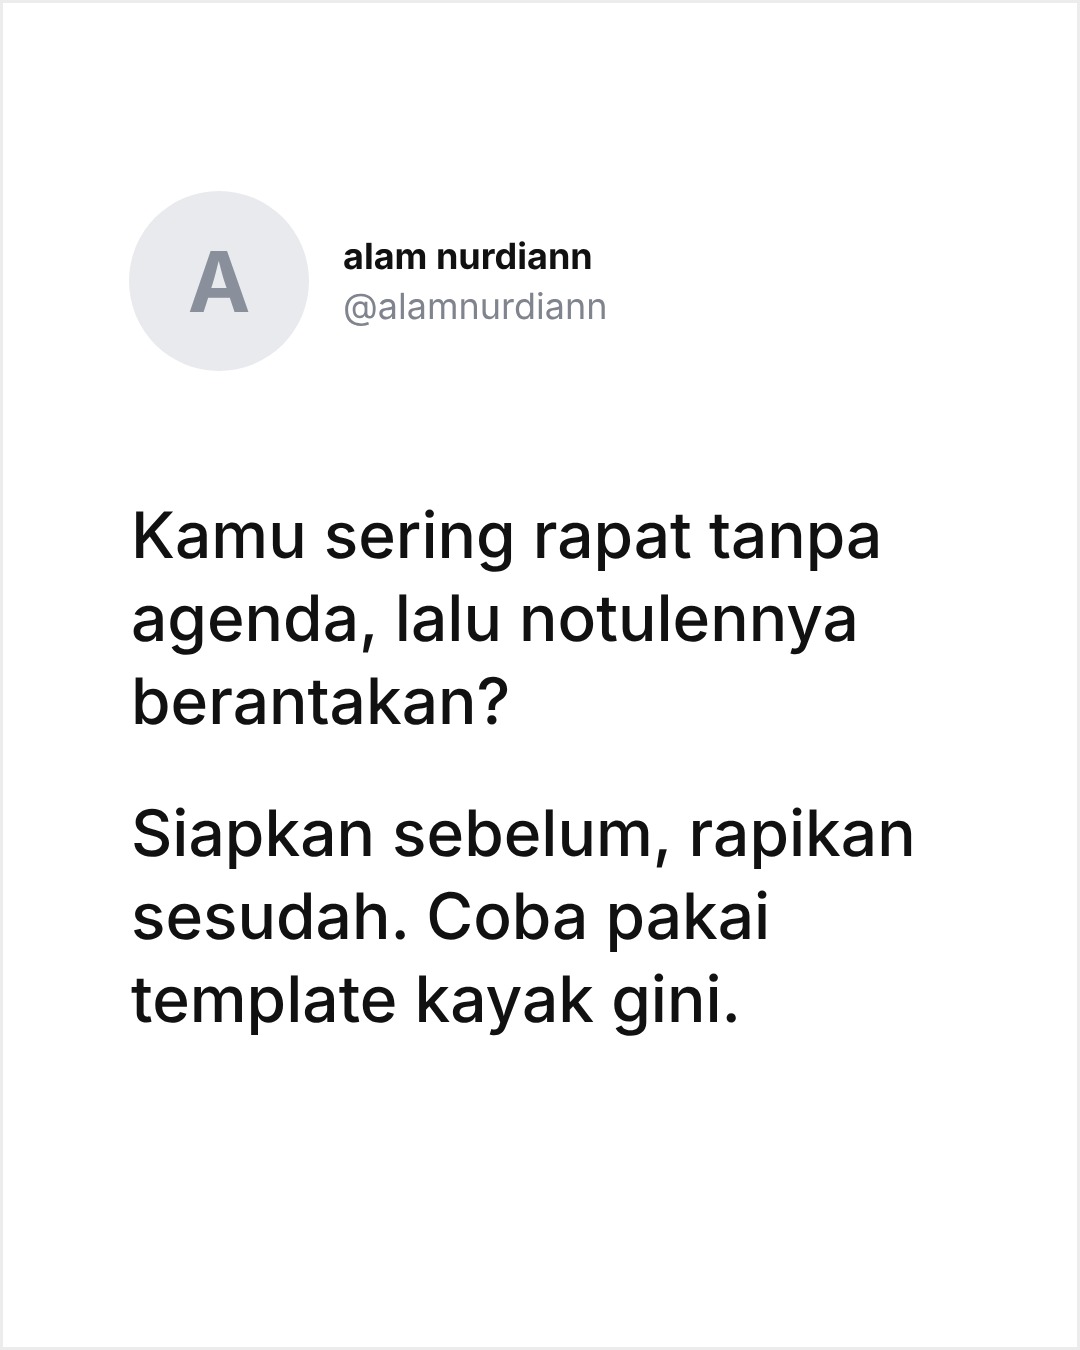 A
alam nurdiann
@alamnurdiann
Kamu sering rapat tanpa
agenda, lalu notulennya
berantakan?
Siapkan sebelum, rapikan
sesudah. Coba pakai
template kayak gini.